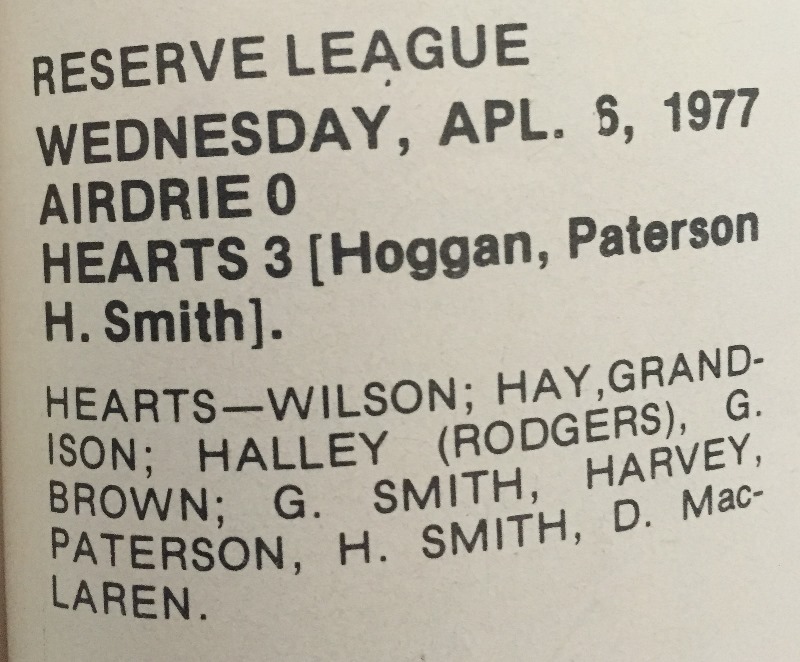 RESERVE LEAGUE
WEDNESDAY, APL. 6, 1977
AIRDRIE 0
HEARTS 3 [Hoggan, Paterson
H. Smith].
HEARTS—WILSON; HAY,GRAND-
ISON; HALLEY (RODGERS), G.
BROWN; G. SMITH, HARVEY,
PATERSON, H. SMITH, D. Mac-
LAREN.